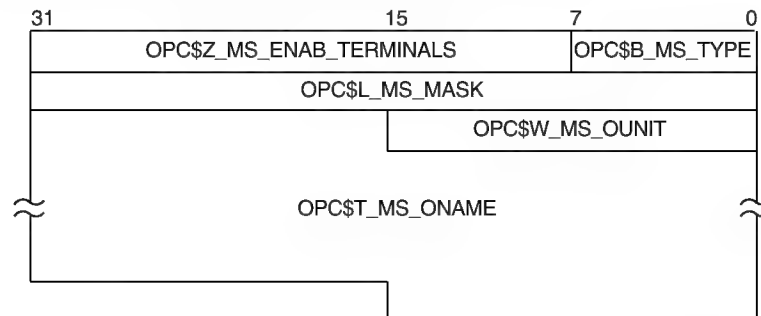 31 15 7 0
OPC$Z_MS_ENAB_TERMINALS OPC$B_MS_TYPE
OPC$L_MS_MASK
OPC$W_MS_OUNIT
OPC$T_MS_ONAME